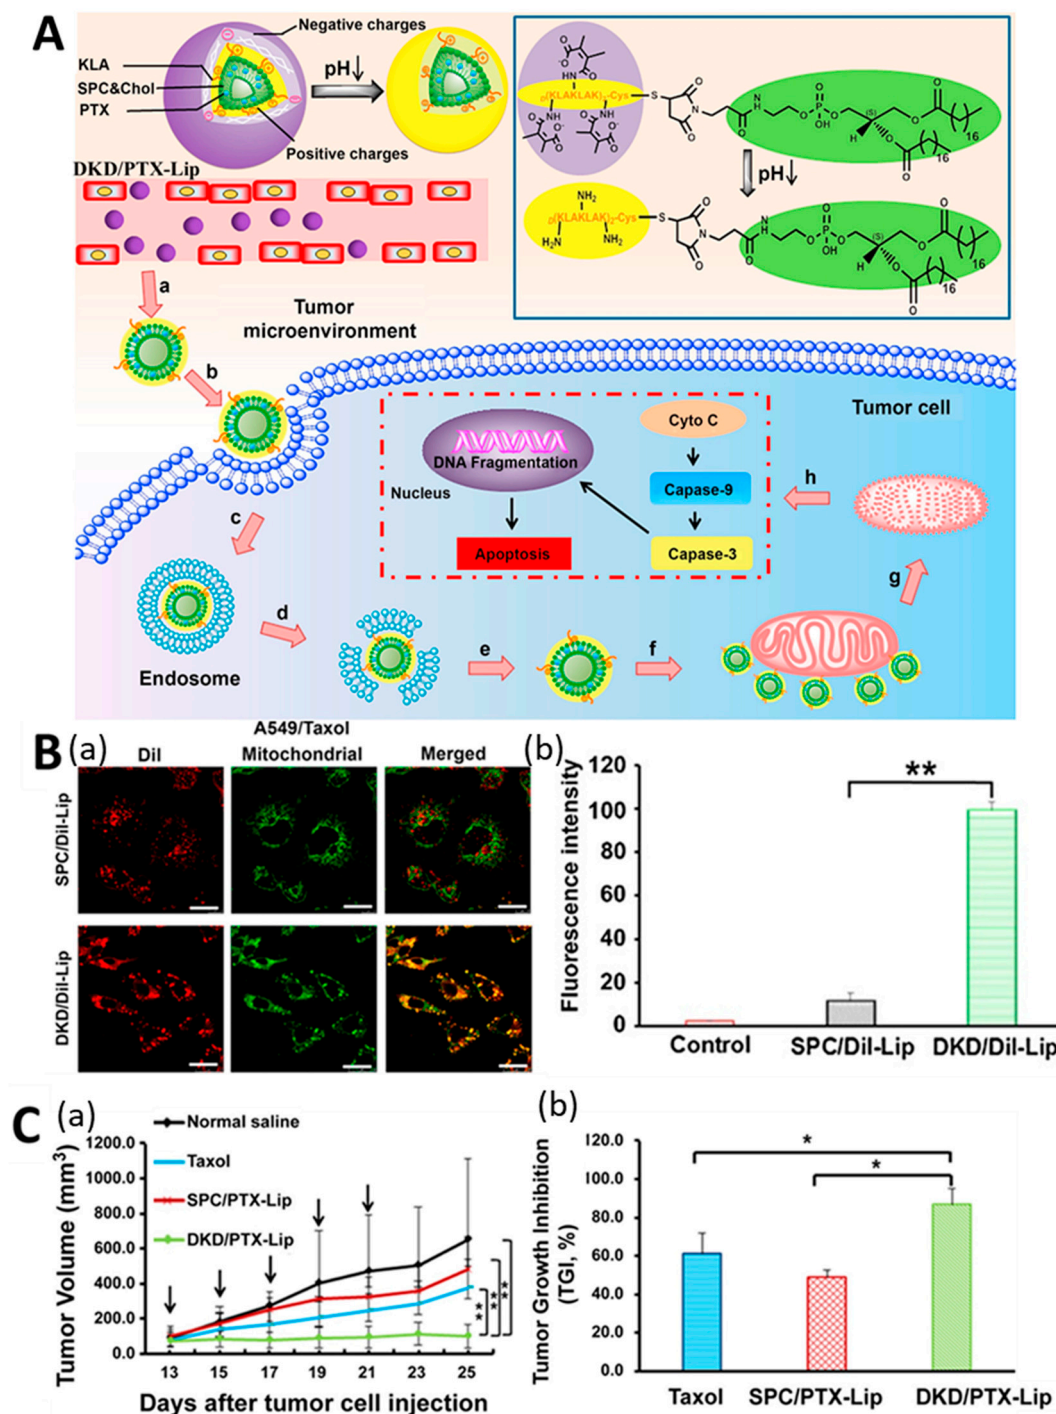 A
Negative charges
KLA
SPC&Chol
PTX
pH↓
Positive charges
DKD/PTX-Lip
HN
D(KLAKLAK)2-Cys
S
pH↓
NH2
D(KLAKLAK)2-Cys
H2N
NH2
S
a
Tumor
microenvironment
b
Tumor cell
Cyto C
DNA Fragmentation
Nucleus
Capase-9
h
c
Apoptosis
Capase-3
g
d
e
f
Endosome
B
(a)
A549/Taxol
Dil
Mitochondrial
Merged
SPC/Dil-Lip
DKD/Dil-Lip
(b)
**
Fluorescence intensity
120
100
80
60
40
20
0
Control
SPC/Dil-Lip
DKD/Dil-Lip
C
(a)
Normal saline
Taxol
SPC/PTX-Lip
DKD/PTX-Lip
Tumor Volume (mm3)
1200.0
1000.0
800.0
600.0
400.0
200.0
0.0
13 15 17 19 21 23 25
Days after tumor cell injection
**
**
**
(b)
*
*
Tumor Growth Inhibition
(TGI, %)
120.0
100.0
80.0
60.0
40.0
20.0
0.0
Taxol
SPC/PTX-Lip
DKD/PTX-Lip